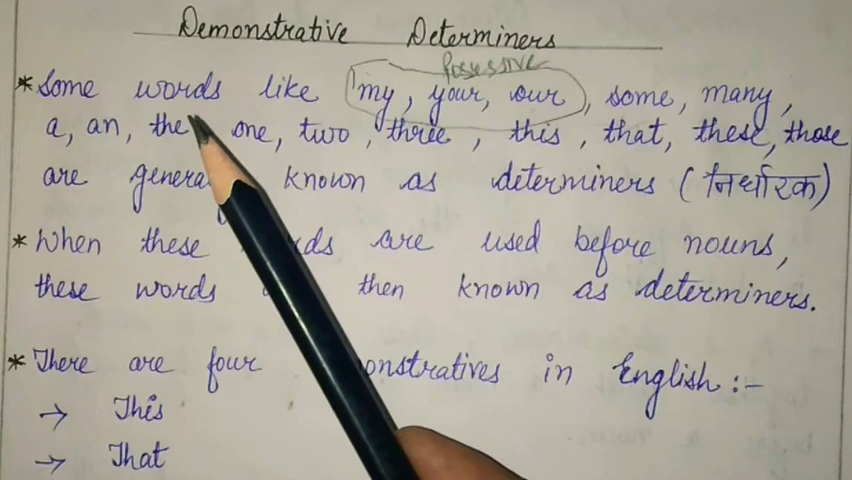 Demonstrative Determiners
Possessive
* Some words like my, your, our, some, many,
a, an, the one, two, three, this, that, these, those
are known as determiners (निर्धारक)
* When these are used before nouns,
these words then known as determiners.
* There are four in English :-
→ This
→ That